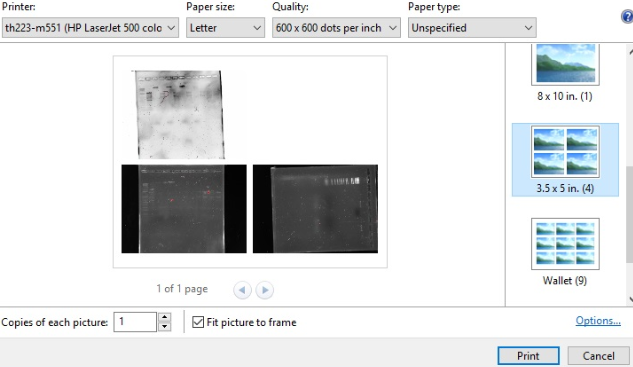 Printer:
Paper size:
Quality:
Paper type:
th223-m551 (HP LaserJet 500 colo
Letter
600 x 600 dots per inch
Unspecified
8 x 10 in. (1)
3.5 x 5 in. (4)
Wallet (9)
1 of 1 page
Copies of each picture:
1
Fit picture to frame
Options...
Print
Cancel